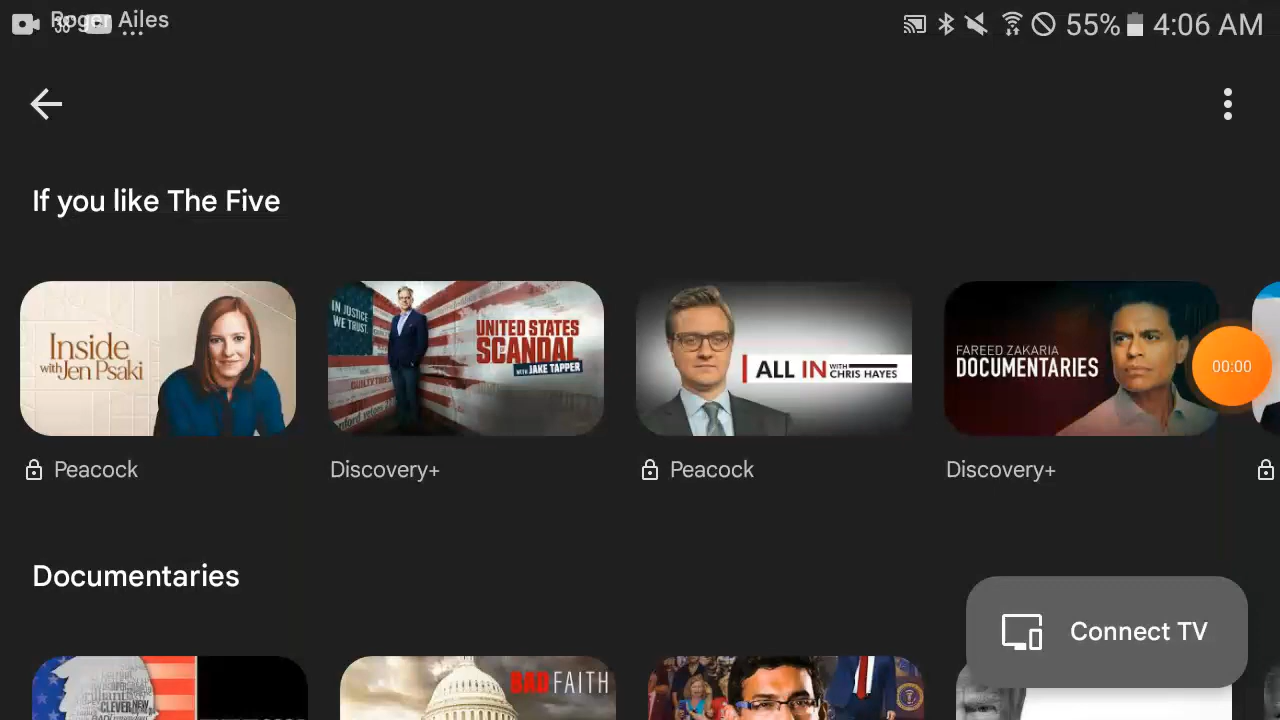 Roger Ailes
55% 4:06 AM
If you like The Five
Inside
with Jen Psaki
IN JUSTICE
WE TRUST.
UNITED STATES
SCANDAL
WITH JAKE TAPPER
GUILTY
ALL IN WITH
CHRIS HAYES
FAREED ZAKARIA
DOCUMENTARIES
00:00
Peacock
Discovery+
Peacock
Discovery+
Documentaries
Connect TV
CLEVER
BAD FAITH